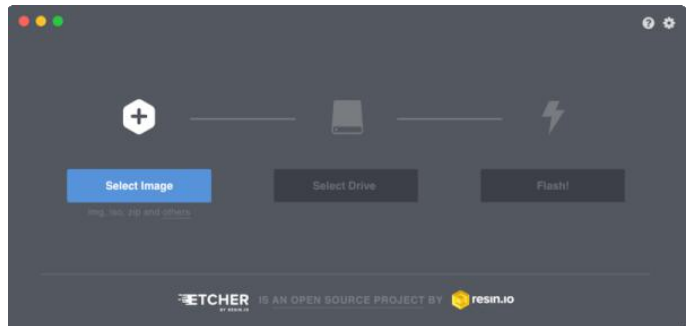 Select Image
Select Drive
Flash!
img, iso, zip and others
ETCHER IS AN OPEN SOURCE PROJECT BY resin.io
BY RESIN.IO